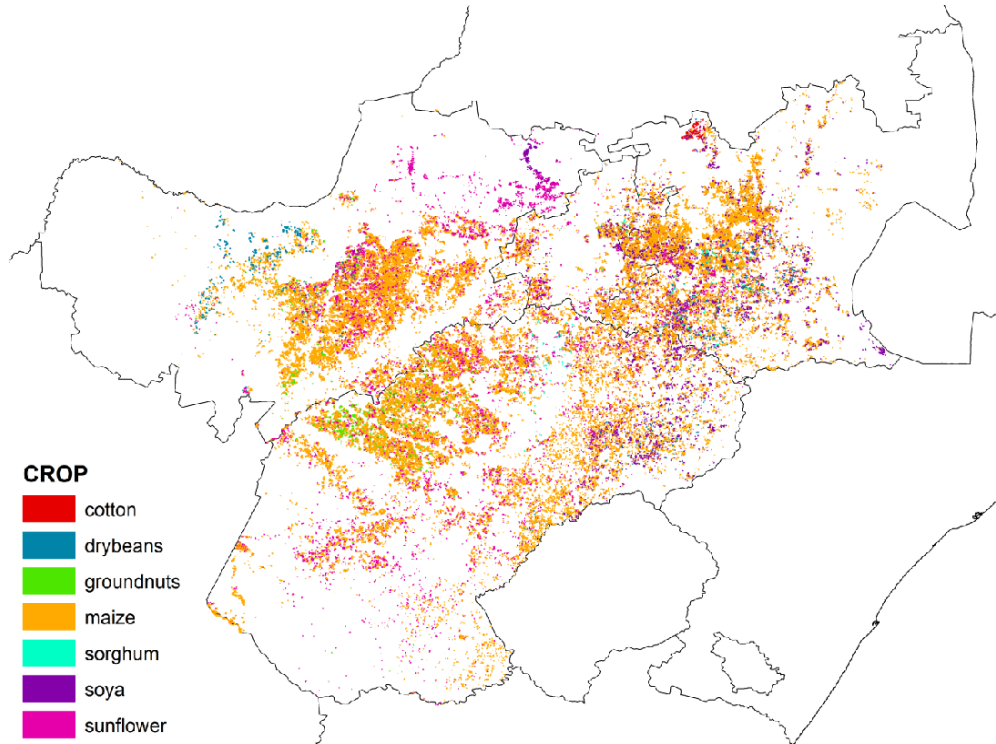 CROP
cotton
drybeans
groundnuts
maize
sorghum
soya
sunflower